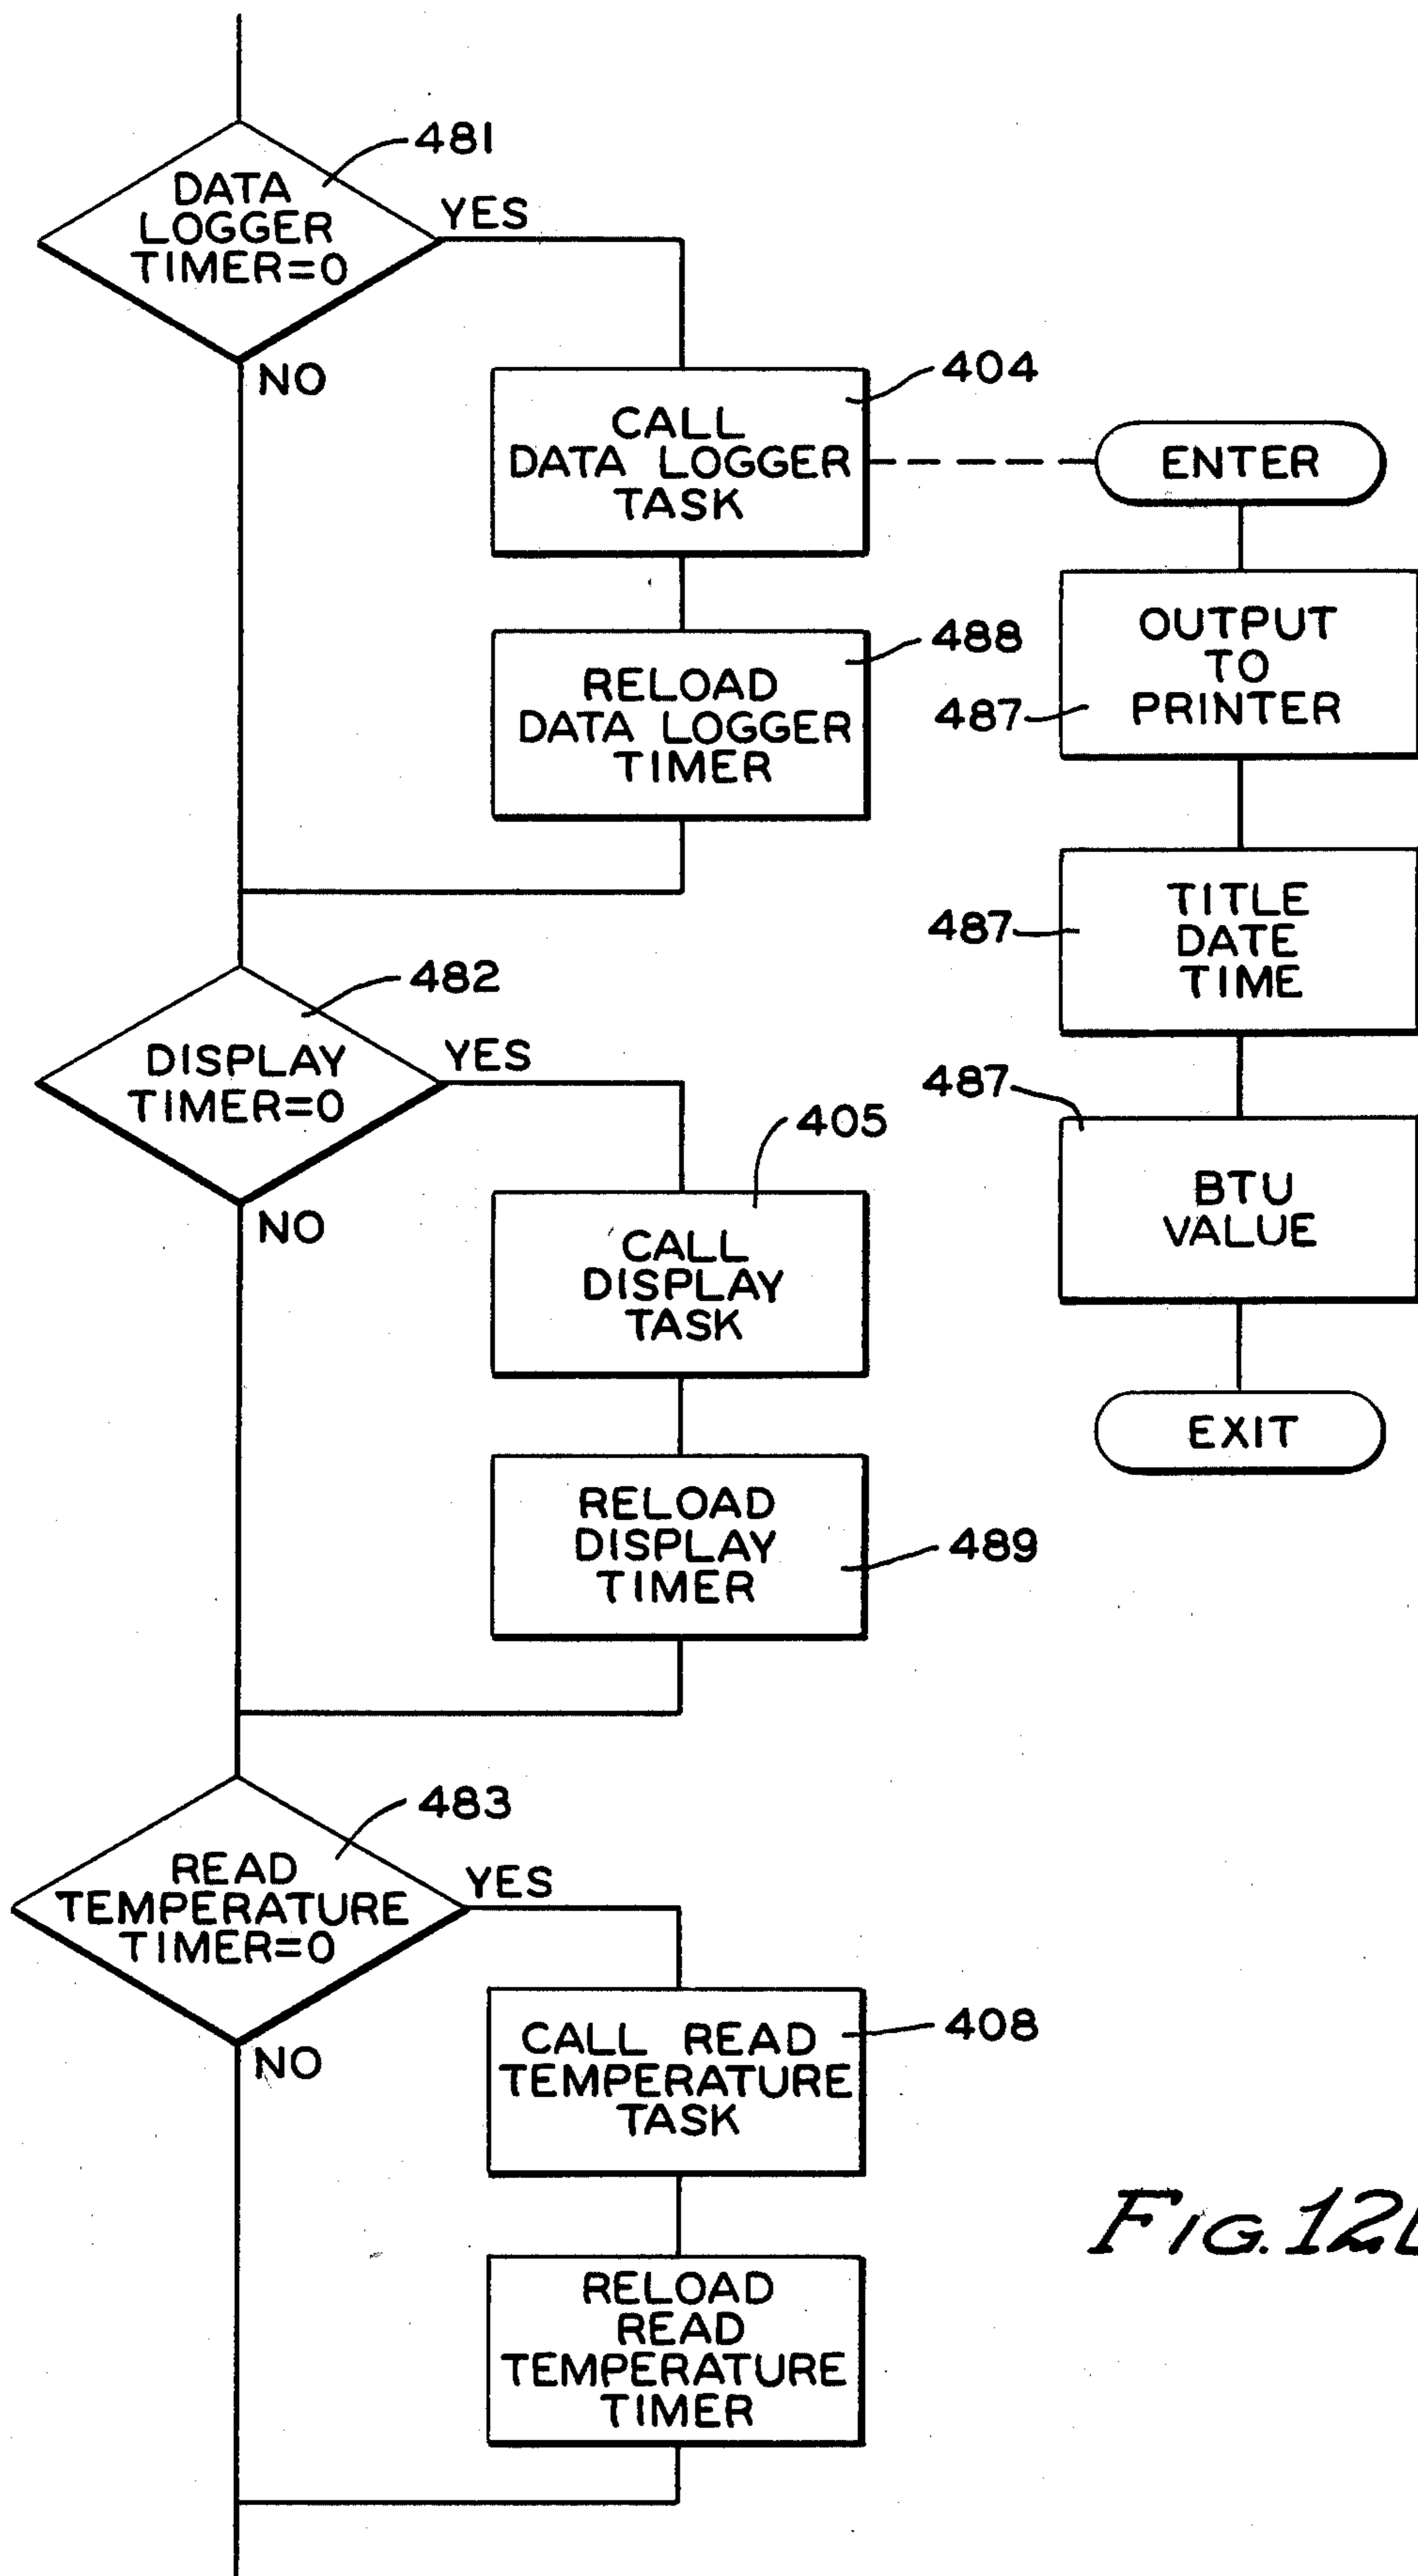 481
DATA
LOGGER
TIMER=0
YES
NO
404
CALL
DATA LOGGER
TASK
ENTER
488
RELOAD
DATA LOGGER
TIMER
OUTPUT
TO
PRINTER
487
TITLE
DATE
TIME
487
482
DISPLAY
TIMER=0
YES
NO
405
CALL
DISPLAY
TASK
487
BTU
VALUE
EXIT
RELOAD
DISPLAY
TIMER
489
483
READ
TEMPERATURE
TIMER=0
YES
NO
408
CALL READ
TEMPERATURE
TASK
RELOAD
READ
TEMPERATURE
TIMER
FIG.12